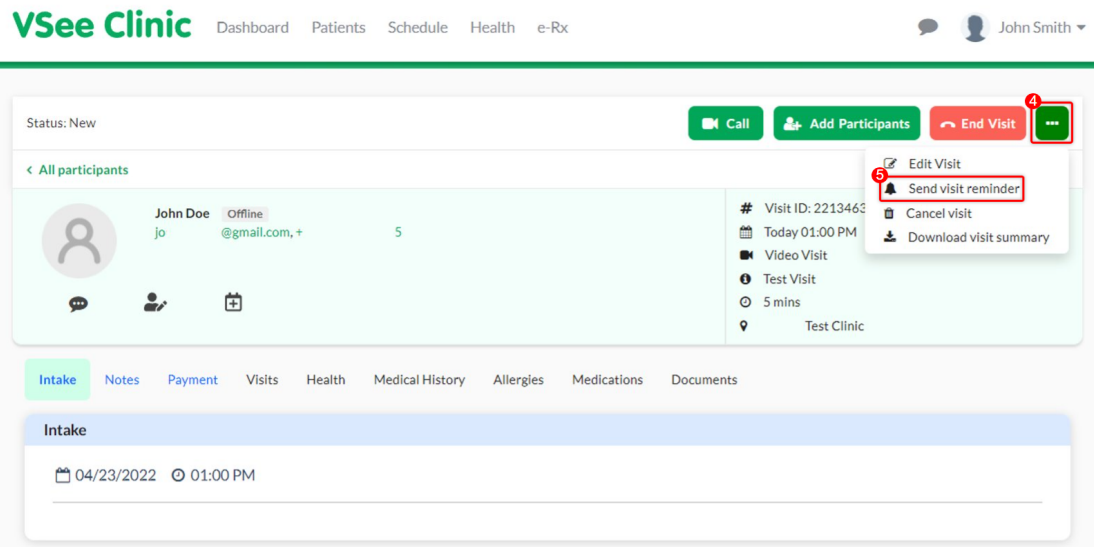 VSee Clinic Dashboard Patients Schedule Health e-Rx John Smith
4
Status: New Call Add Participants End Visit ...
< All participants
Edit Visit
5
Send visit reminder
Cancel visit
Download visit summary
John Doe Offline
jo @gmail.com, + 5
# Visit ID: 2213463
Today 01:00 PM
Video Visit
Test Visit
5 mins
Test Clinic
Intake Notes Payment Visits Health Medical History Allergies Medications Documents
Intake
04/23/2022 01:00 PM